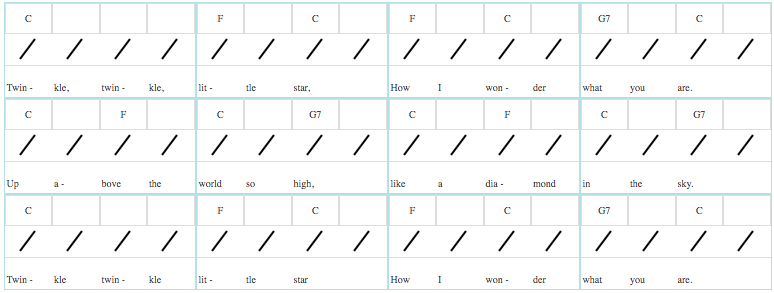 C F C F C G7 C
Twin - kle, twin - kle, lit - tle star, How I won - der what you are.
C F C G7 C F C G7
Up a - bove the world so high, like a dia - mond in the sky.
C F C F C G7 C
Twin - kle twin - kle lit - tle star How I won - der what you are.